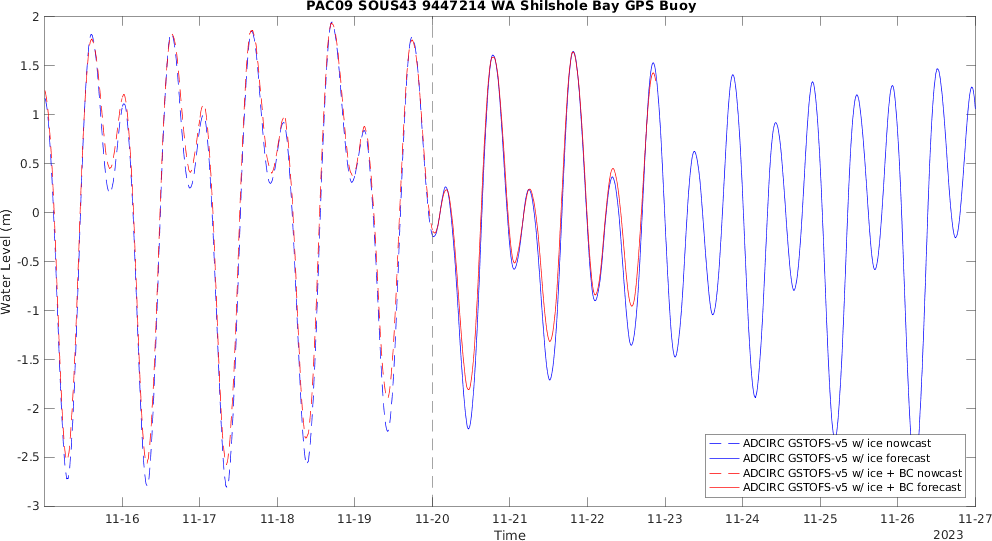 PAC09 SOUS43 9447214 WA Shilshole Bay GPS Buoy
2
1.5
1
0.5
0
-0.5
-1
-1.5
-2
-2.5
-3
Water Level (m)
ADCIRC GSTOFS-v5 w/ ice nowcast
ADCIRC GSTOFS-v5 w/ ice forecast
ADCIRC GSTOFS-v5 w/ ice + BC nowcast
ADCIRC GSTOFS-v5 w/ ice + BC forecast
11-16 11-17 11-18 11-19 11-20 11-21 11-22 11-23 11-24 11-25 11-26 11-27
Time
2023